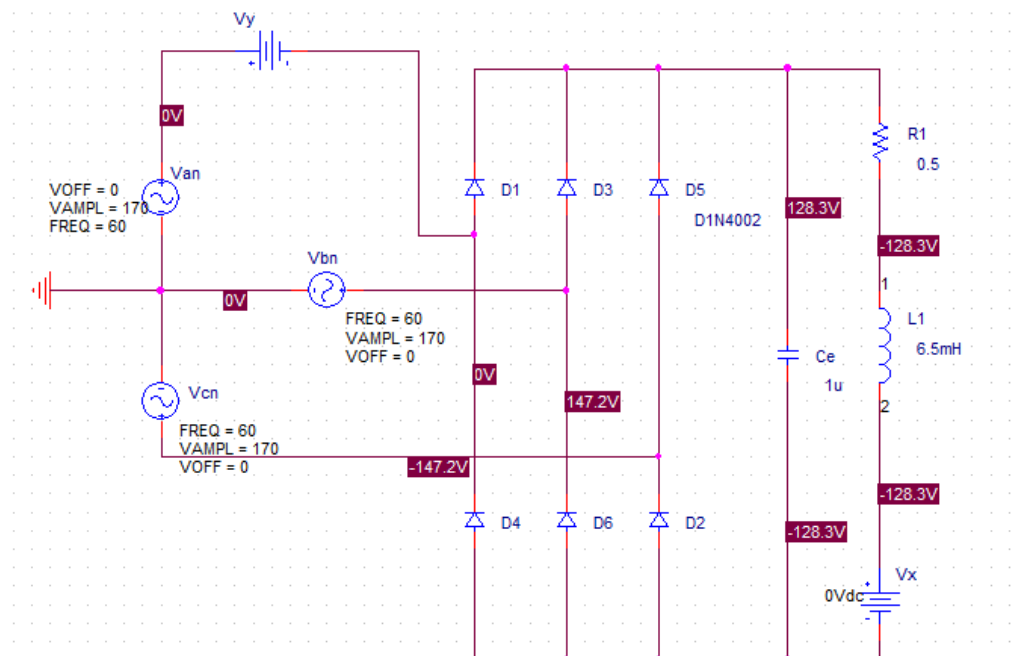 Vy
0V
Van
VOFF = 0
VAMPL = 170
FREQ = 60
D1
D3
D5
D1N4002
R1
0.5
128.3V
-128.3V
Vbn
0V
FREQ = 60
VAMPL = 170
VOFF = 0
1
L1
6.5mH
2
Ce
1u
Vcn
FREQ = 60
VAMPL = 170
VOFF = 0
0V
147.2V
-147.2V
D4
D6
D2
-128.3V
-128.3V
Vx
0Vdc